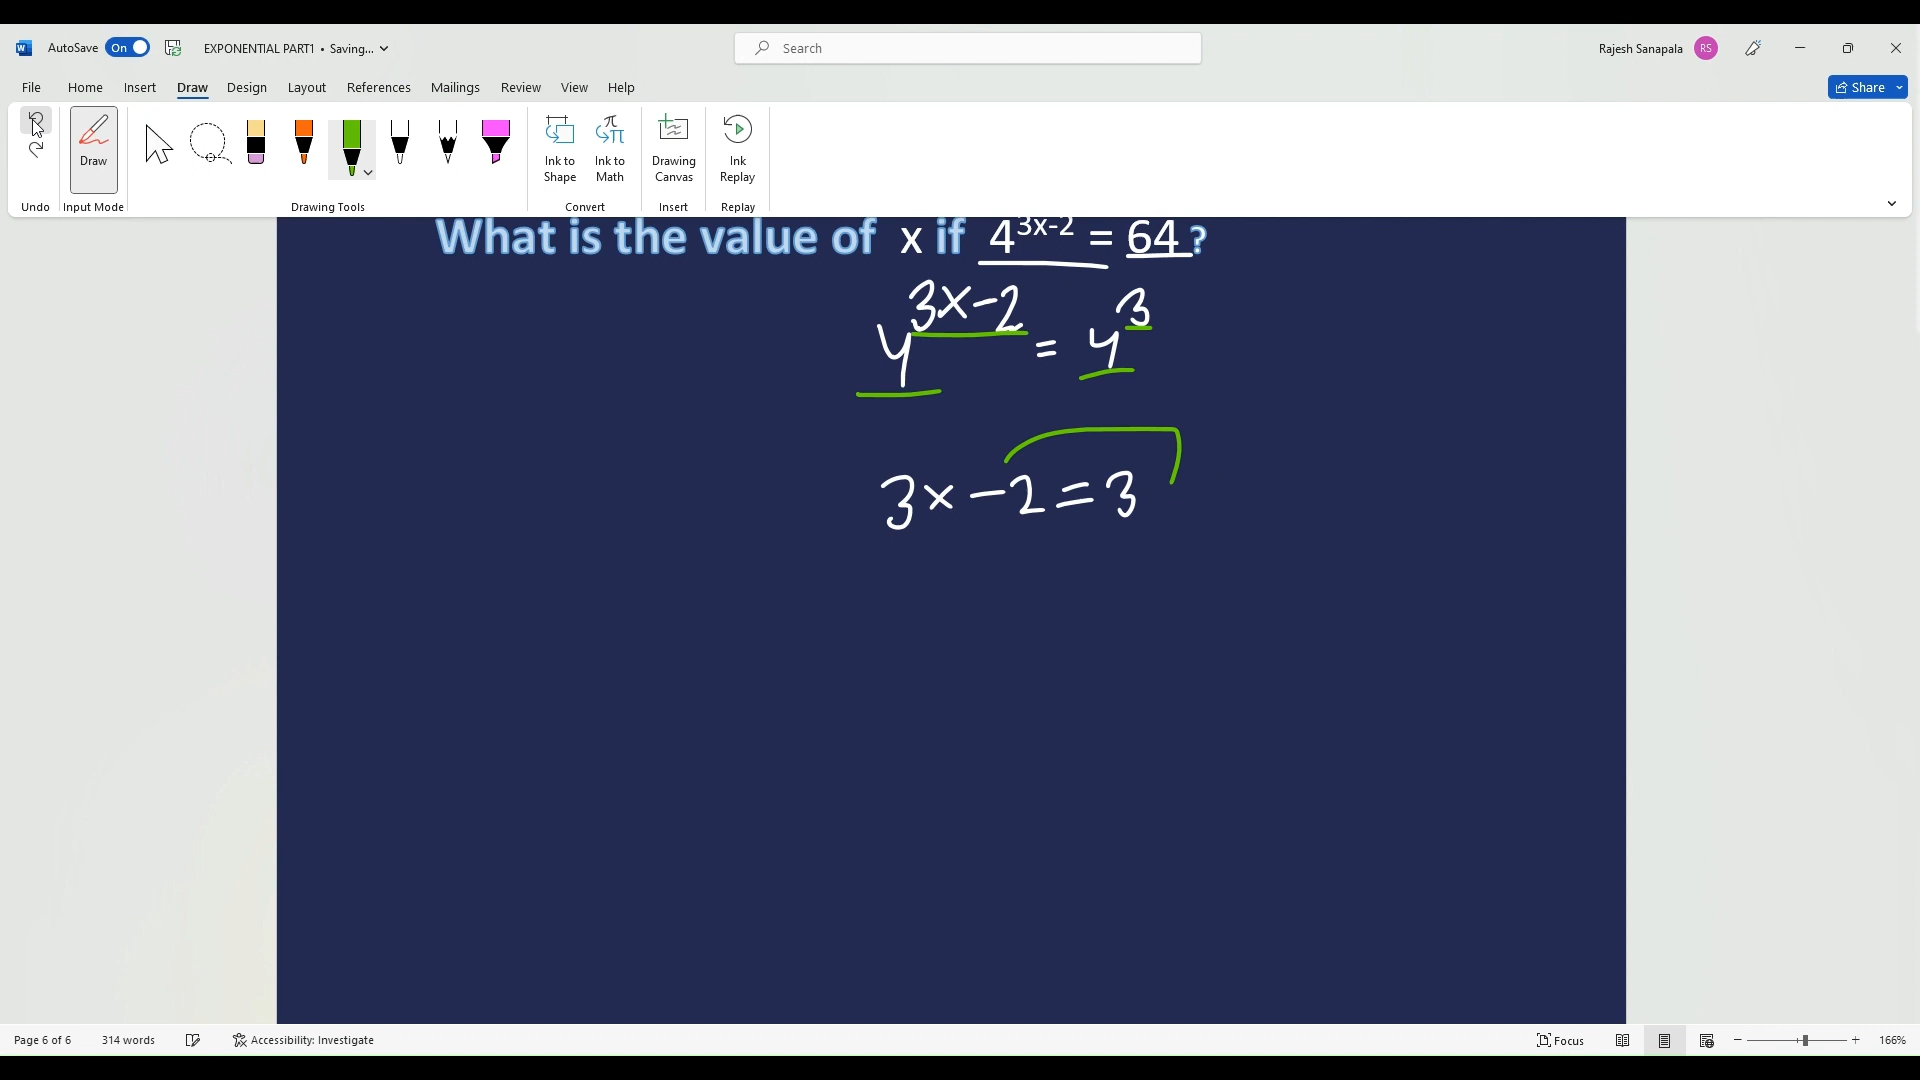 AutoSave On EXPONENTIAL PART1 • Saving... Search Rajesh Sanapala RS
File Home Insert Draw Design Layout References Mailings Review View Help Share
Draw Ink to Shape Ink to Math Drawing Canvas Ink Replay
Undo Input Mode Drawing Tools Convert Insert Replay
What is the value of x if 4^{3x-2} = 64 ?
4^{3x-2} = 4^{3}
3x-2=3
Page 6 of 6 314 words Accessibility: Investigate Focus 166%